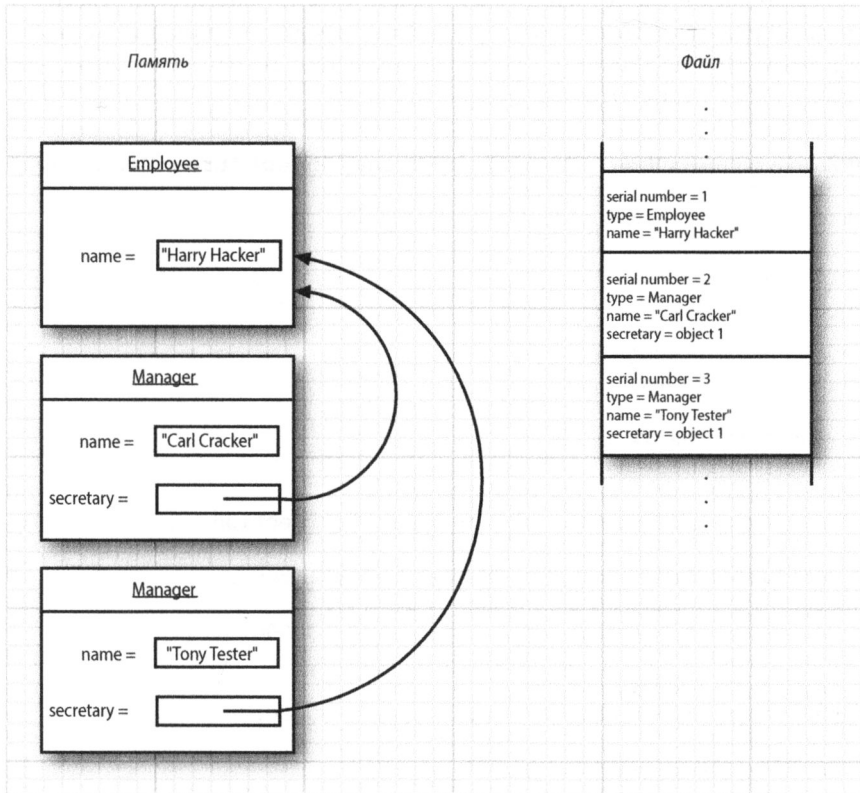 Память
Файл
Employee
name =
"Harry Hacker"
Manager
name =
"Carl Cracker"
secretary =
Manager
name =
"Tony Tester"
secretary =
serial number = 1
type = Employee
name = "Harry Hacker"
serial number = 2
type = Manager
name = "Carl Cracker"
secretary = object 1
serial number = 3
type = Manager
name = "Tony Tester"
secretary = object 1